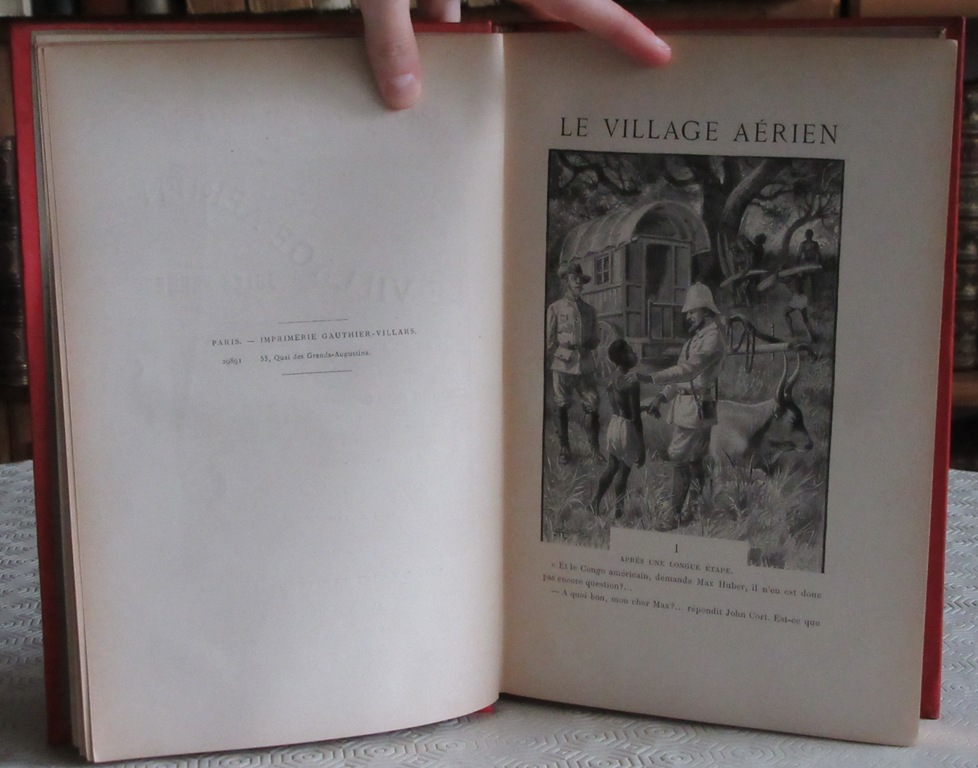 PARIS. — IMPRIMERIE GAUTHIER-VILLARS,
29891 55, Quai des Grands-Augustins.
LE VILLAGE AÉRIEN
I
APRÈS UNE LONGUE ÉTAPE.
« Et le Congo américain, demanda Max Huber, il n'en est donc
pas encore question?...
— A quoi bon, mon cher Max?... répondit John Cort. Est-ce que